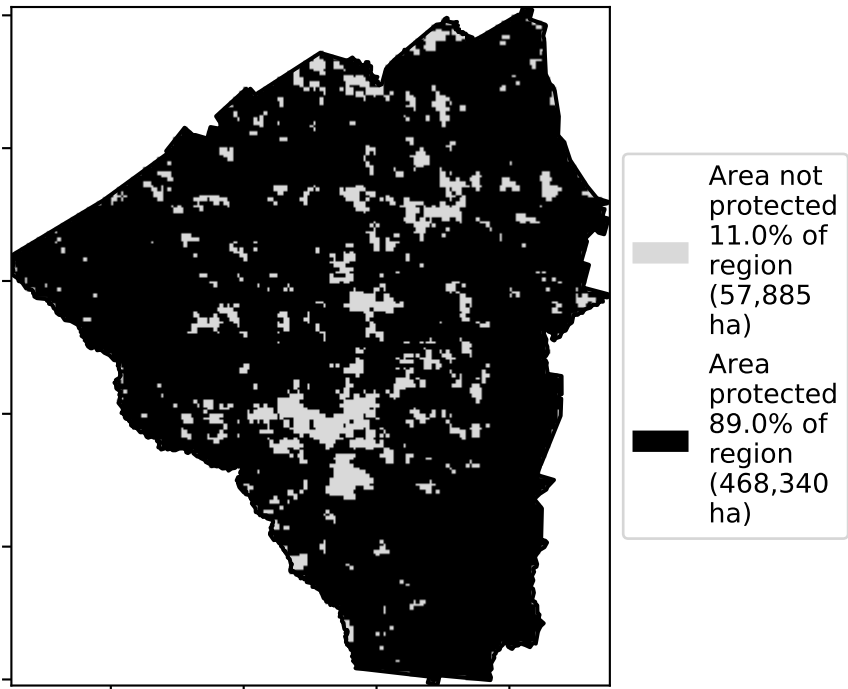 Area not
protected
11.0% of
region
(57,885
ha)
Area
protected
89.0% of
region
(468,340
ha)